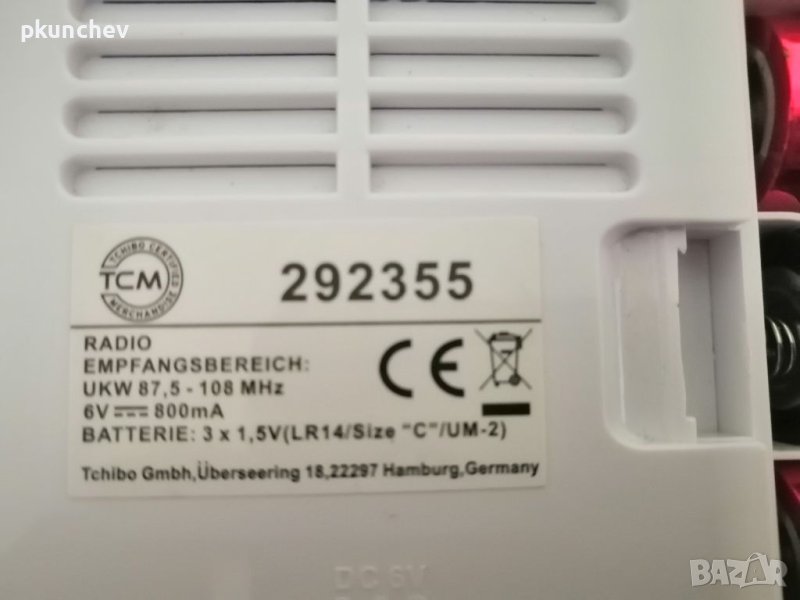 pkunchev
TCHIBO CERTIFIED
TCM
MERCHANDISE
292355
RADIO
EMPFANGSBEREICH:
UKW 87,5 - 108 MHz
6V ⎓ 800mA
BATTERIE: 3 x 1,5V(LR14/Size "C"/UM-2)
CE
Tchibo Gmbh,Überseering 18,22297 Hamburg,Germany
DC 6V
BAZAR